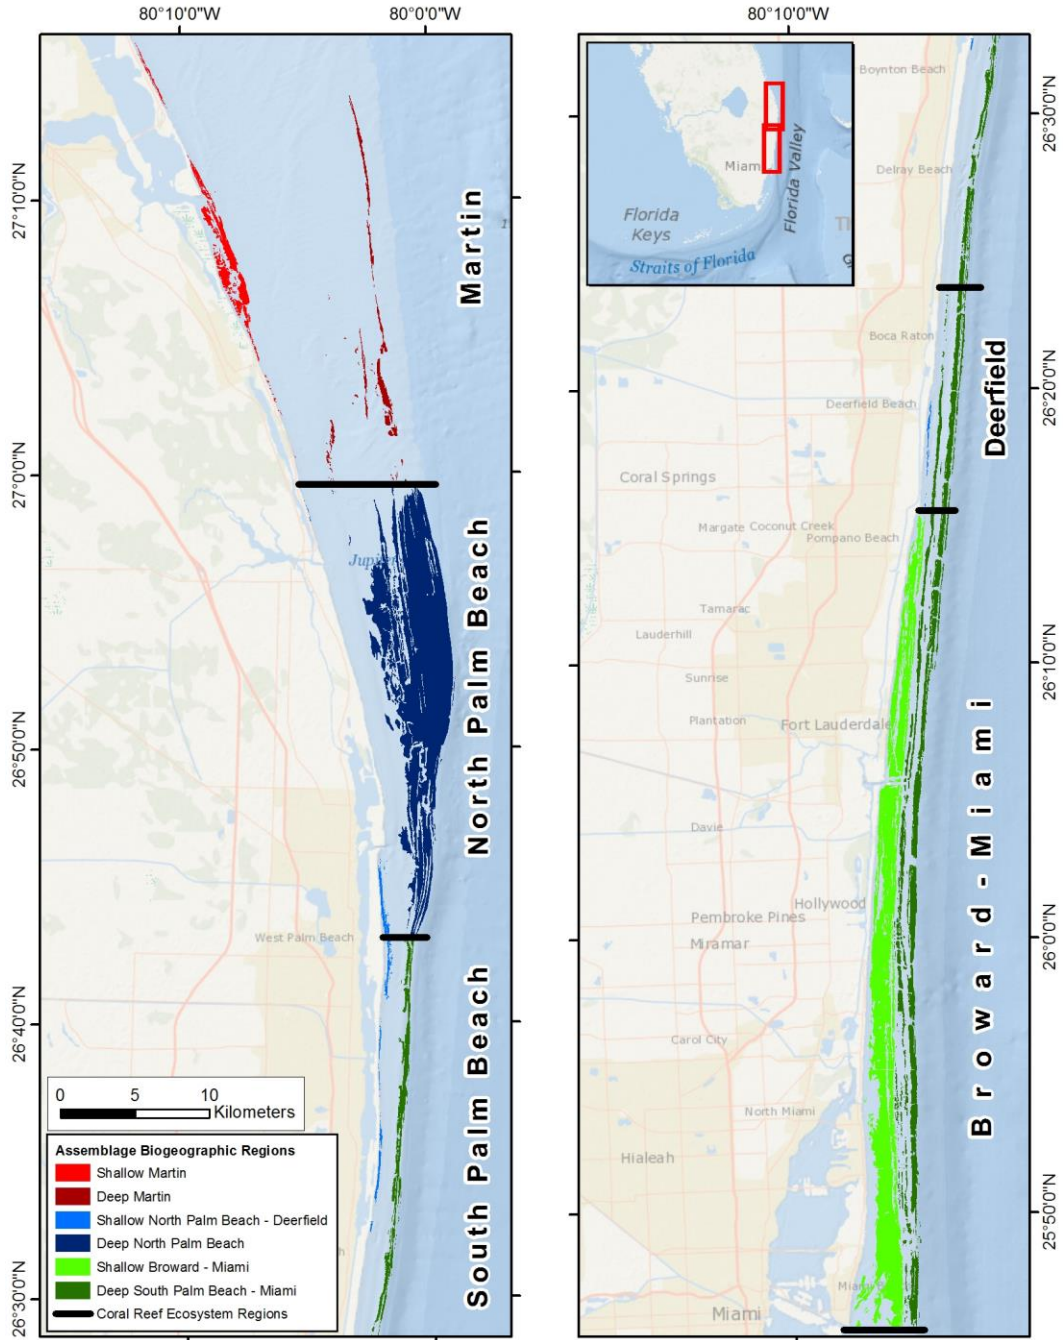 80°10'0"W
80°0'0"W
80°10'0"W
27°10'0"N
27°0'0"N
26°50'0"N
26°40'0"N
26°30'0"N
Martin
North Palm Beach
South Palm Beach
West Palm Beach
0 5 10
Kilometers
Assemblage Biogeographic Regions
Shallow Martin
Deep Martin
Shallow North Palm Beach - Deerfield
Deep North Palm Beach
Shallow Broward - Miami
Deep South Palm Beach - Miami
Coral Reef Ecosystem Regions
Florida Valley
Florida
Keys
Straits of Florida
Boynton Beach
Delray Beach
Boca Raton
Deerfield Beach
Coral Springs
Margate
Coconut Creek
Pompano Beach
Tamarac
Lauderhill
Sunrise
Plantation
Fort Lauderdale
Davie
Hollywood
Pembroke Pines
Miramar
Carol City
North Miami
Hialeah
Miami
Deerfield
Broward-Miami
26°30'0"N
26°20'0"N
26°10'0"N
26°0'0"N
25°50'0"N